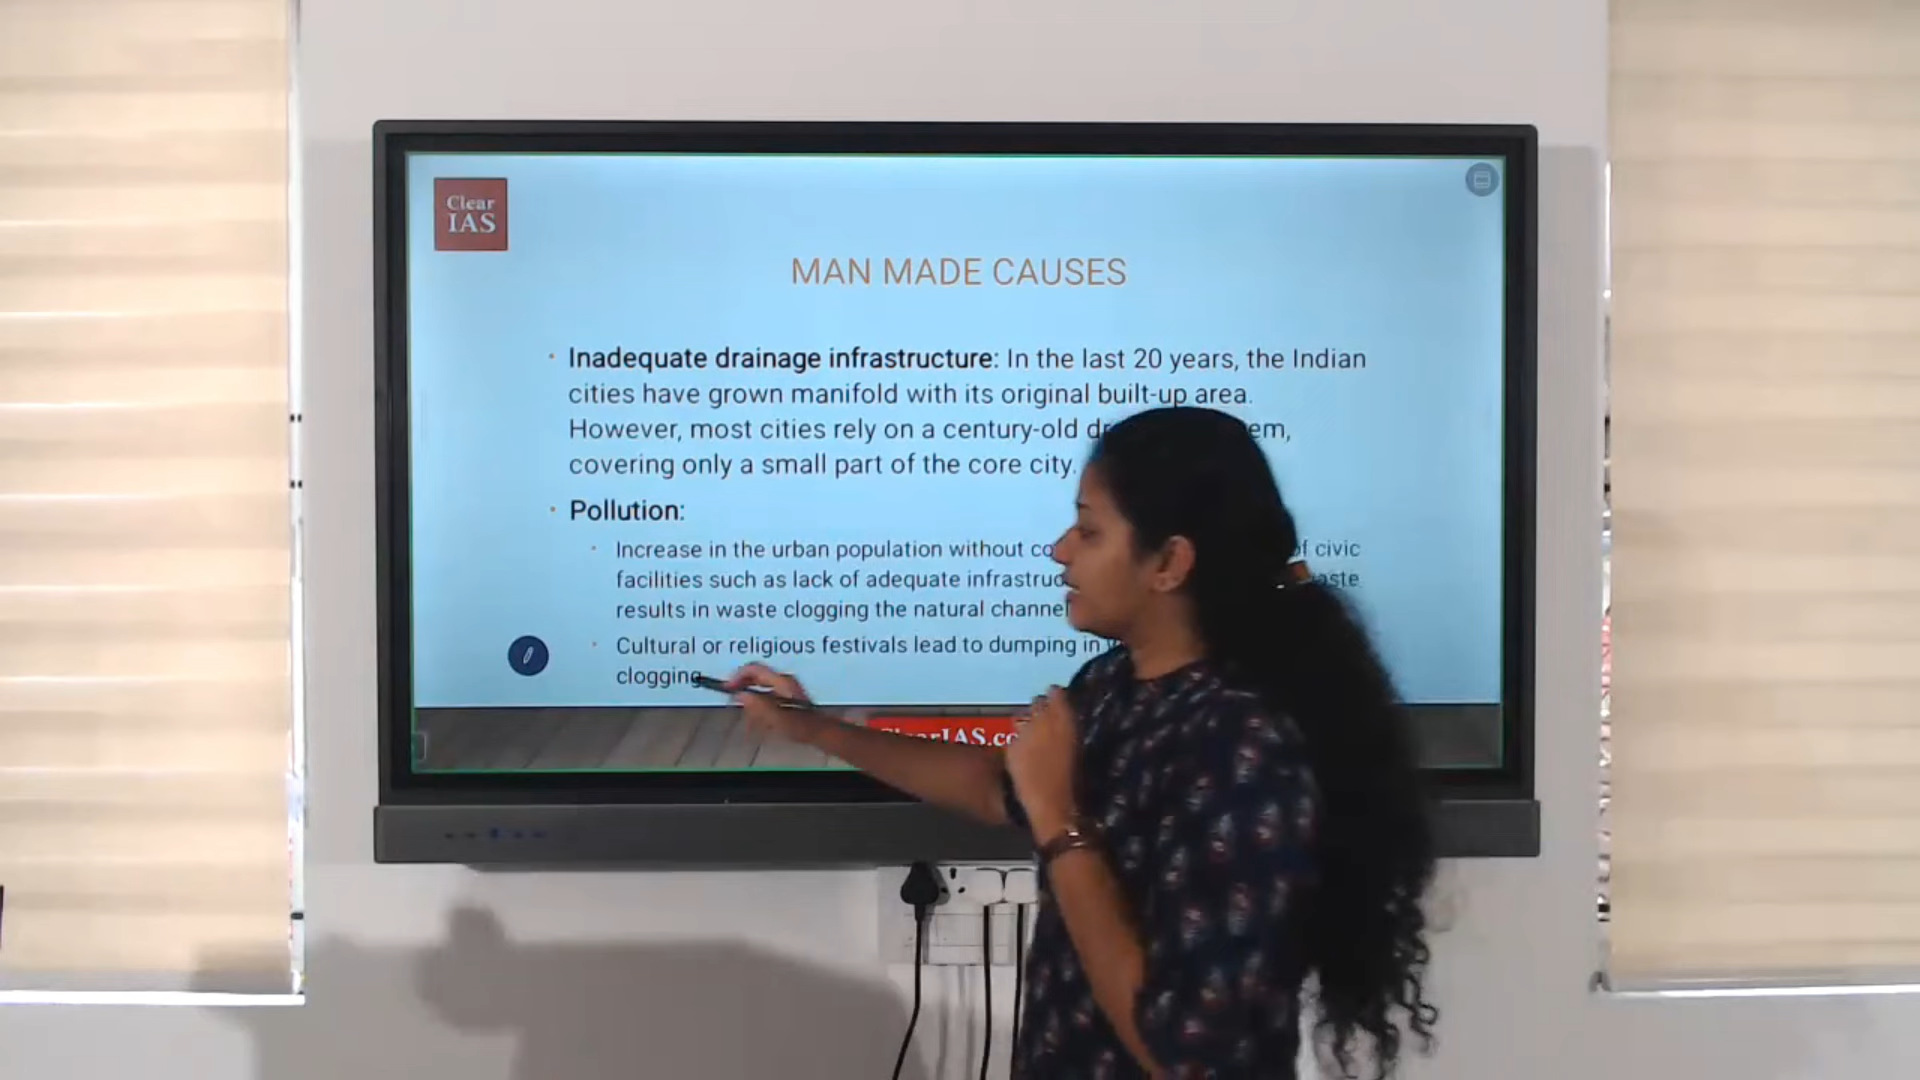 Clear
IAS
MAN MADE CAUSES
Inadequate drainage infrastructure: In the last 20 years, the Indian
cities have grown manifold with its original built-up area.
However, most cities rely on a century-old
covering only a small part of the core city.
Pollution:
Increase in the urban population without of civic
facilities such as lack of adequate
results in waste clogging the natural
Cultural or religious festivals lead to dumping in
clogging